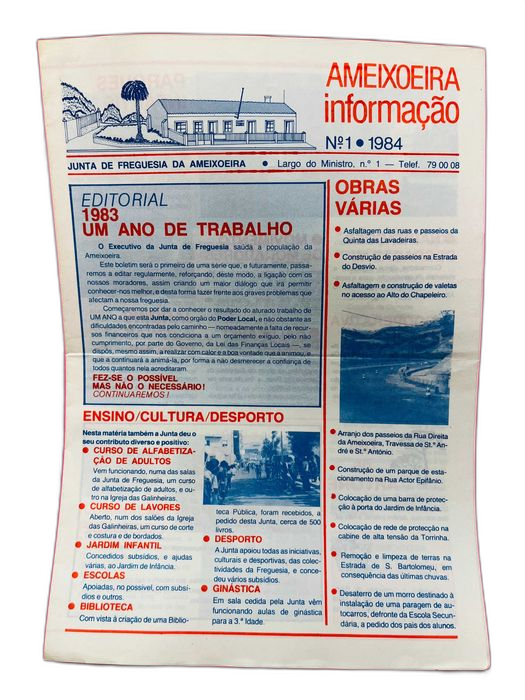 AMEIXOEIRA
informação
Nº1 • 1984
JUNTA DE FREGUESIA DA AMEIXOEIRA • Largo do Ministro. n.º 1 — Telef. 79 00 08
EDITORIAL
1983
UM ANO DE TRABALHO
O Executivo da Junta de Freguesia saúda a população da
Ameixoeira.
Este boletim será o primeiro de uma serie que, e futuramente, passa-
remos a editar regularmente, reforçando, deste modo, a ligação com os
nossos moradores, assim criando um maior diálogo que irá permitir
conhecer-nos melhor, e desta forma fazer frente aos graves problemas que
afectam a nossa freguesia.
Começaremos por dar a conhecer o resultado do aturado trabalho de
UM ANO a que esta Junta, como orgão do Poder Local, e não obstante as
dificuldades encontradas pelo caminho — nomeadamente a falta de recur-
sos financeiros que nos condiciona a um orçamento exíguo, pelo não
cumprimento, por parte do Governo, da Lei das Finanças Locais —, se
dispôs, mesmo assim, a realizar com calor e a boa vontade que a animou, e
que a continuará a animá-la, por forma a não desmerecer a confiança de
todos quantos nela acreditaram.
FEZ-SE O POSSÍVEL
MAS NÃO O NECESSÁRIO!
CONTINUAREMOS!
ENSINO/CULTURA/DESPORTO
Nesta matéria também a Junta deu o
seu contributo diverso e positivo:
• CURSO DE ALFABETIZA-
ÇÃO DE ADULTOS
Vem funcionando, numa das salas
da Junta de Freguesia, um curso
de alfabetização de adultos, e ou-
tro na Igreja das Galinheiras.
• CURSO DE LAVORES
Aberto, num dos salões da Igreja
das Galinheiras, um curso de corte
e costura e de bordados.
• JARDIM INFANTIL
Concedidos subsídios, e ajudas
várias, ao Jardim de Infância.
• ESCOLAS
Apoiadas, no possível, com subsí-
dios e outros.
• BIBLIOTECA
Com vista á criação de uma Biblio-
teca Pública, foram recebidos, a
pedido desta Junta, cerca de 500
livros.
• DESPORTO
A Junta apoiou todas as iniciativas,
culturais e desportivas, das colec-
tividades da Freguesia, e conce-
deu vários subsídios.
• GINÁSTICA
Em sala cedida pela Junta vêm
funcionando aulas de ginástica
para a 3.ª Idade.
OBRAS
VÁRIAS
• Asfaltagem das ruas e passeios da
Quinta das Lavadeiras.
• Construção de passeios na Estrada
do Desvio.
• Asfaltagem e construção de valetas
no acesso ao Alto do Chapeleiro.
• Arranjo dos passeios da Rua Direita
da Ameixoeira, Travessa de St.º An-
dré e St.º António.
• Construção de um parque de esta-
cionamento na Rua Actor Epifânio.
• Colocação de uma barra de protec-
ção à porta do Jardim de Infância.
• Colocação de rede de protecção na
cabine de alta tensão da Torrinha.
• Remoção e limpeza de terras na
Estrada de S. Bartolomeu, em
consequência das últimas chuvas.
• Desaterro de um morro destinado à
instalação de uma paragem de au-
tocarros, defronte da Escola Secun-
dária, a pedido dos pais dos alunos.